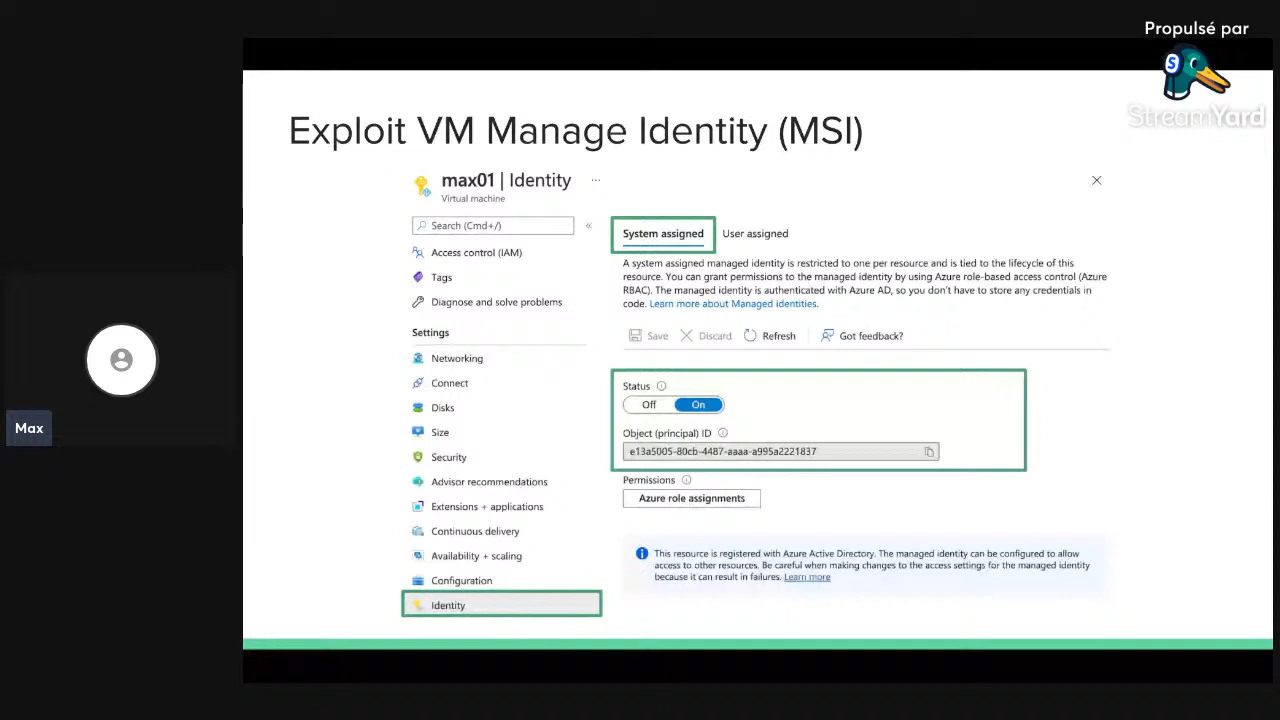 Propulsé par
StreamYard
Exploit VM Manage Identity (MSI)
max01 | Identity ...
Virtual machine
Search (Cmd+/)
«
Access control (IAM)
Tags
Diagnose and solve problems
Settings
Networking
Connect
Disks
Size
Security
Advisor recommendations
Extensions + applications
Continuous delivery
Availability + scaling
Configuration
Identity
System assigned
User assigned
A system assigned managed identity is restricted to one per resource and is tied to the lifecycle of this
resource. You can grant permissions to the managed identity by using Azure role-based access control (Azure
RBAC). The managed identity is authenticated with Azure AD, so you don't have to store any credentials in
code. Learn more about Managed identities.
Save Discard Refresh Got feedback?
Status
Off On
Object (principal) ID
e13a5005-80cb-4487-aaaa-a995a2221837
Permissions
Azure role assignments
This resource is registered with Azure Active Directory. The managed identity can be configured to allow
access to other resources. Be careful when making changes to the access settings for the managed identity
because it can result in failures. Learn more
Max